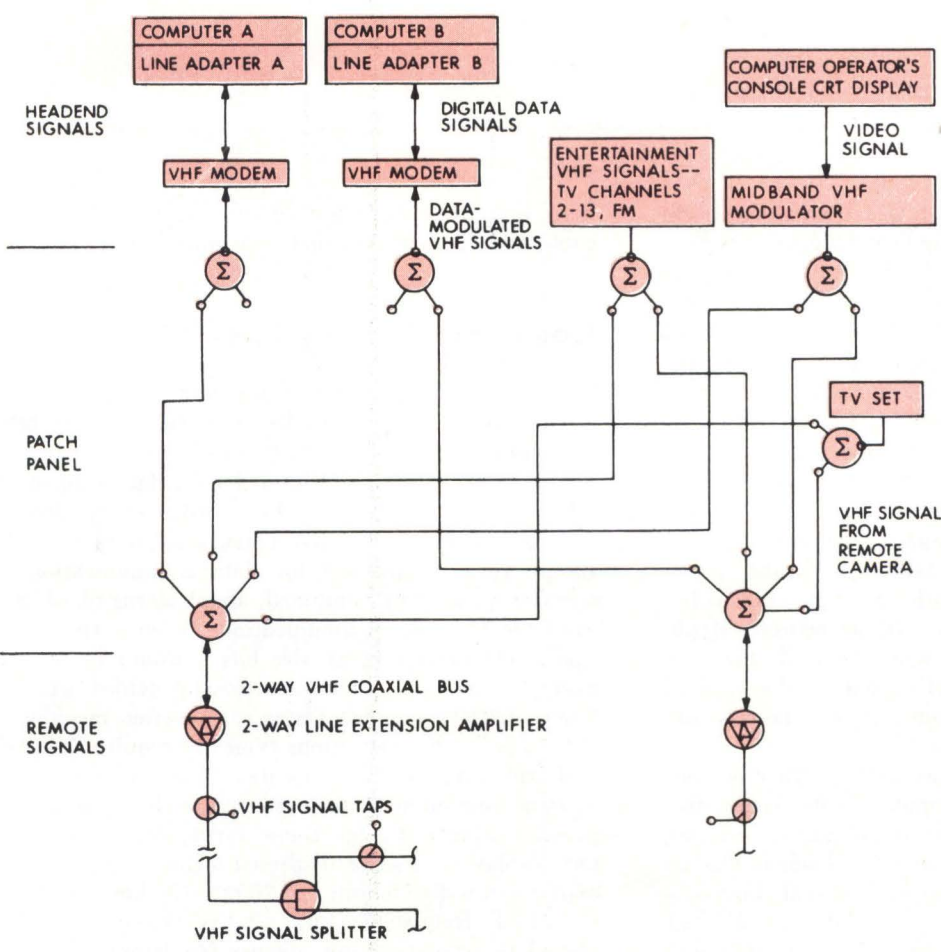 COMPUTER A
LINE ADAPTER A
COMPUTER B
LINE ADAPTER B
COMPUTER OPERATOR'S
CONSOLE CRT DISPLAY
HEADEND
SIGNALS
DIGITAL DATA
SIGNALS
VIDEO
SIGNAL
ENTERTAINMENT
VHF SIGNALS--
TV CHANNELS
2-13, FM
VHF MODEM
VHF MODEM
MIDBAND VHF
MODULATOR
DATA-
MODULATED
VHF SIGNALS
Σ
Σ
Σ
Σ
TV SET
Σ
PATCH
PANEL
VHF SIGNAL
FROM
REMOTE
CAMERA
Σ
Σ
2-WAY VHF COAXIAL BUS
REMOTE
SIGNALS
2-WAY LINE EXTENSION AMPLIFIER
VHF SIGNAL TAPS
VHF SIGNAL SPLITTER